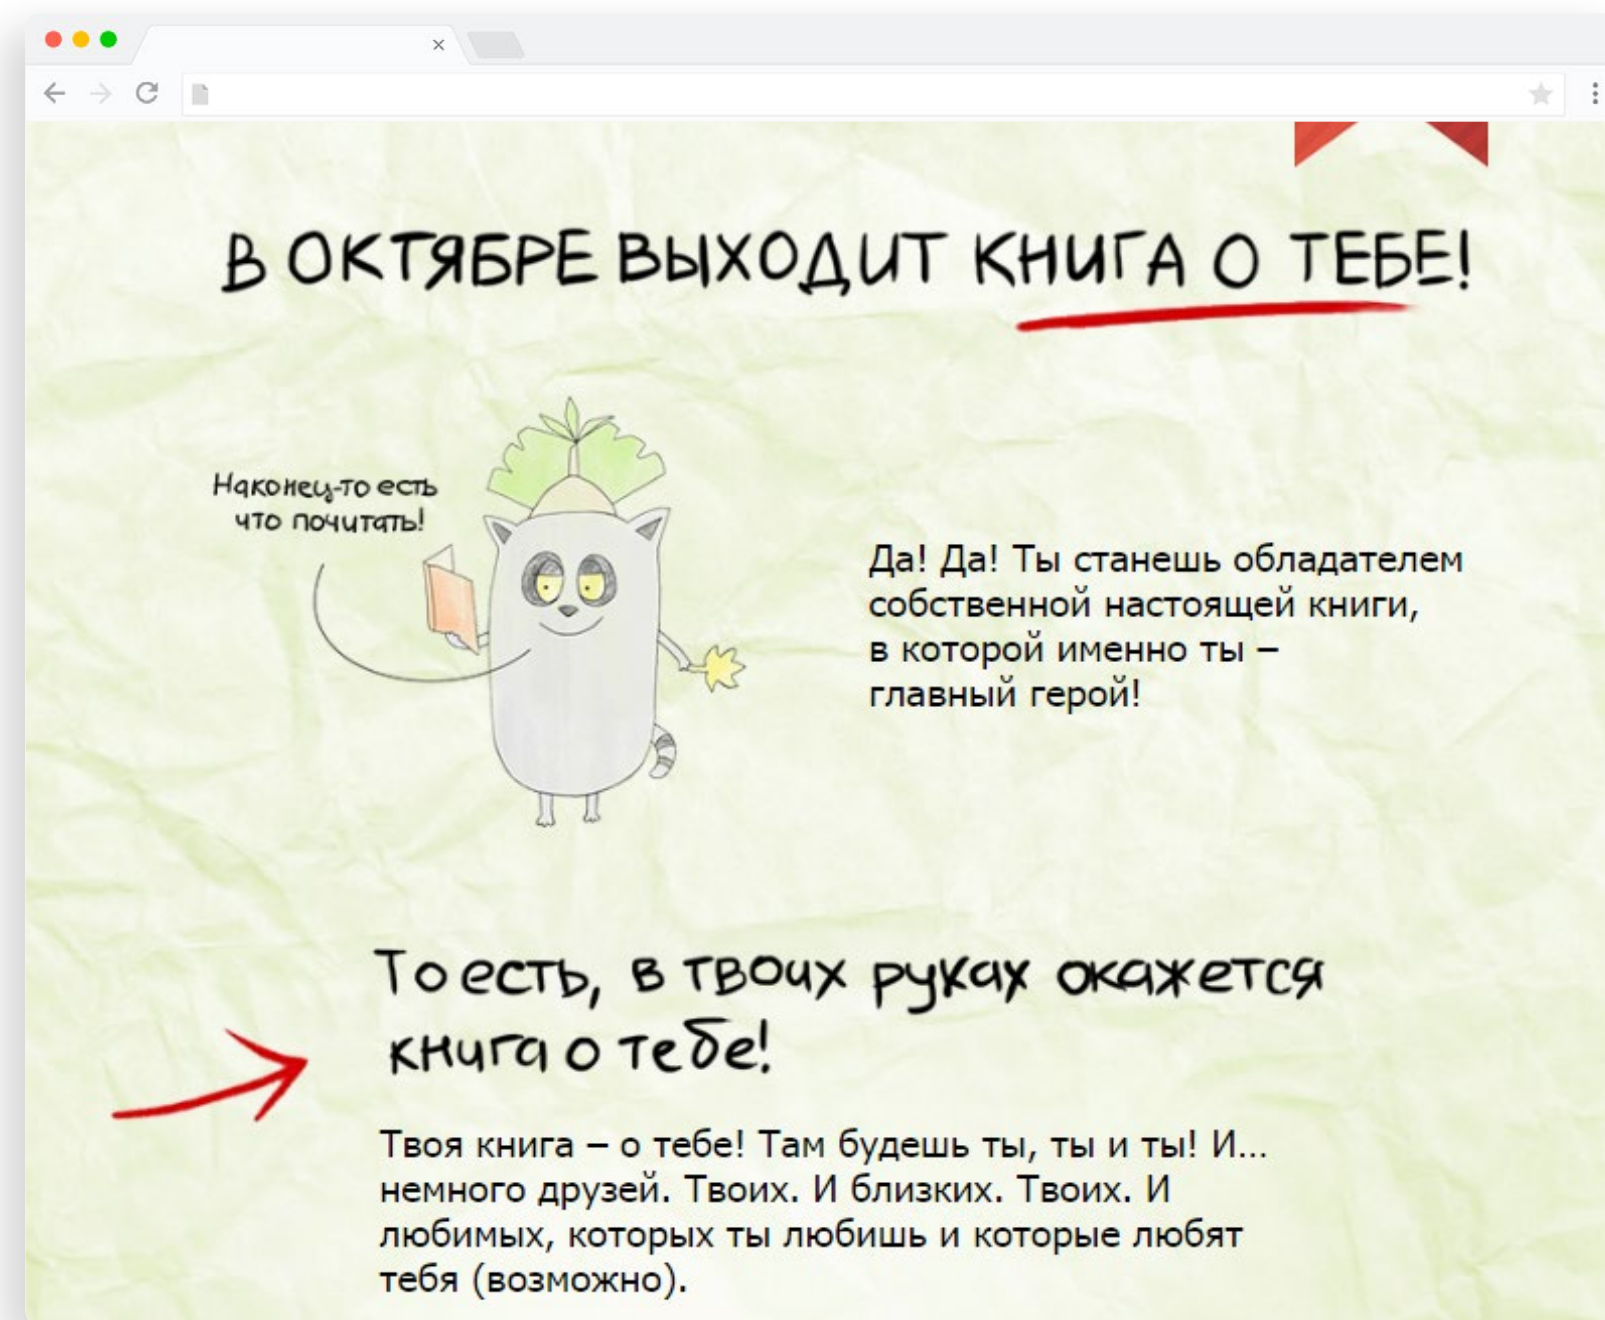 В ОКТЯБРЕ ВЫХОДИТ КНИГА О ТЕБЕ!
Наконец-то есть
что почитать!
Да! Да! Ты станешь обладателем
собственной настоящей книги,
в которой именно ты –
главный герой!
То есть, в твоих руках окажется
книга о тебе!
Твоя книга – о тебе! Там будешь ты, ты и ты! И...
немного друзей. Твоих. И близких. Твоих. И
любимых, которых ты любишь и которые любят
тебя (возможно).